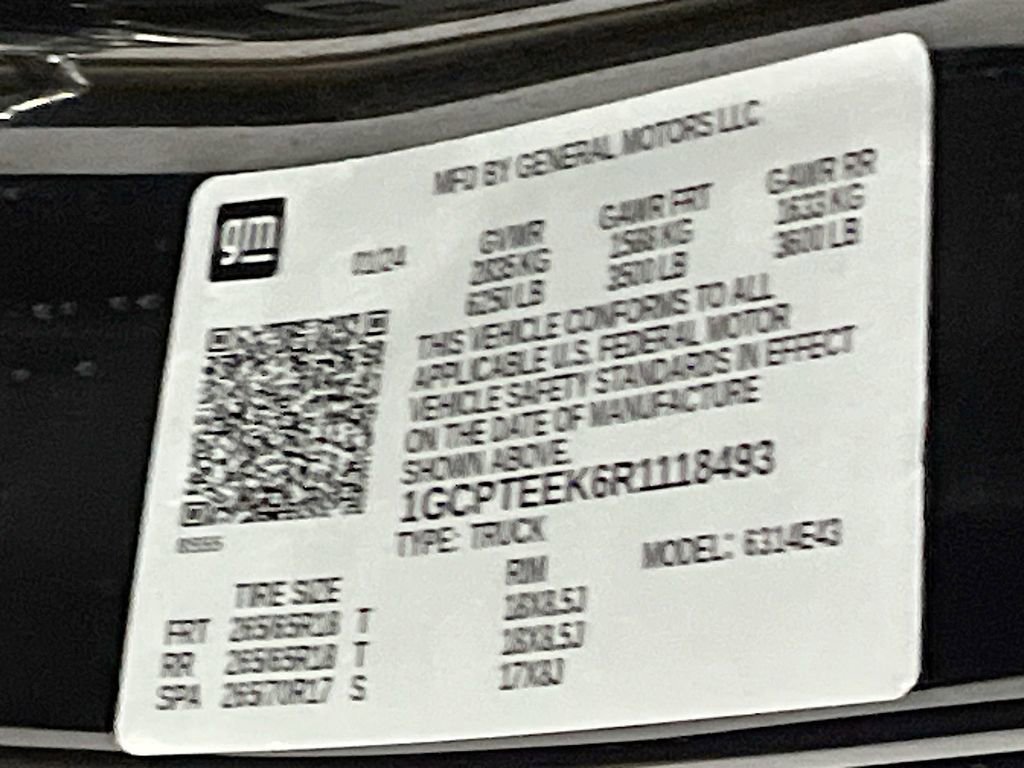 MFD BY GENERAL MOTORS LLC
gm
01/24
GVWR GAWR FRT GAWR RR
2835 KG 1588 KG 1633 KG
6250 LB 3500 LB 3600 LB
THIS VEHICLE CONFORMS TO ALL
APPLICABLE U.S. FEDERAL MOTOR
VEHICLE SAFETY STANDARDS IN EFFECT
ON THE DATE OF MANUFACTURE
SHOWN ABOVE.
1GCPTEEK6R1118493
TYPE: TRUCK MODEL: 6314E43
TIRE SIZE RIM
FRT 265/65R18 T 18X8.5J
RR 265/65R18 T 18X8.5J
SPA 265/70R17 S 17X8J